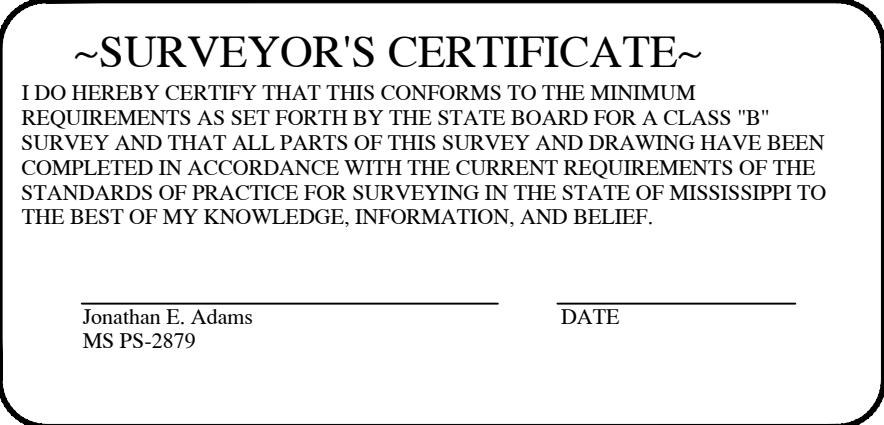 ~SURVEYOR'S CERTIFICATE~
I DO HEREBY CERTIFY THAT THIS CONFORMS TO THE MINIMUM
REQUIREMENTS AS SET FORTH BY THE STATE BOARD FOR A CLASS "B"
SURVEY AND THAT ALL PARTS OF THIS SURVEY AND DRAWING HAVE BEEN
COMPLETED IN ACCORDANCE WITH THE CURRENT REQUIREMENTS OF THE
STANDARDS OF PRACTICE FOR SURVEYING IN THE STATE OF MISSISSIPPI TO
THE BEST OF MY KNOWLEDGE, INFORMATION, AND BELIEF.
Jonathan E. Adams
DATE
MS PS-2879